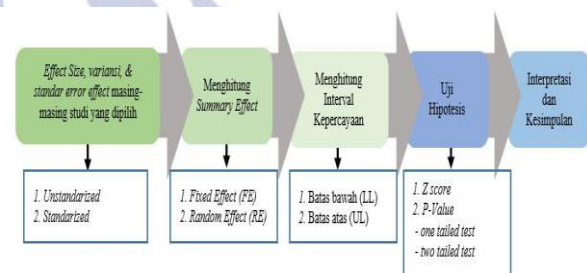 Effect Size, variansi, &
standar error effect masing-
masing studi yang dipilih
Menghitung
Summary Effect
Menghitung
Interval
Kepercayaan
Uji
Hipotesis
Interpretasi
dan
Kesimpulan
1. Unstandarized
2. Standarized
1. Fixed Effect (FE)
2. Random Effect (RE)
1. Batas bawah (LL)
2. Batas atas (UL)
1. Z score
2. P-Value
- one tailed test
- two tailed test